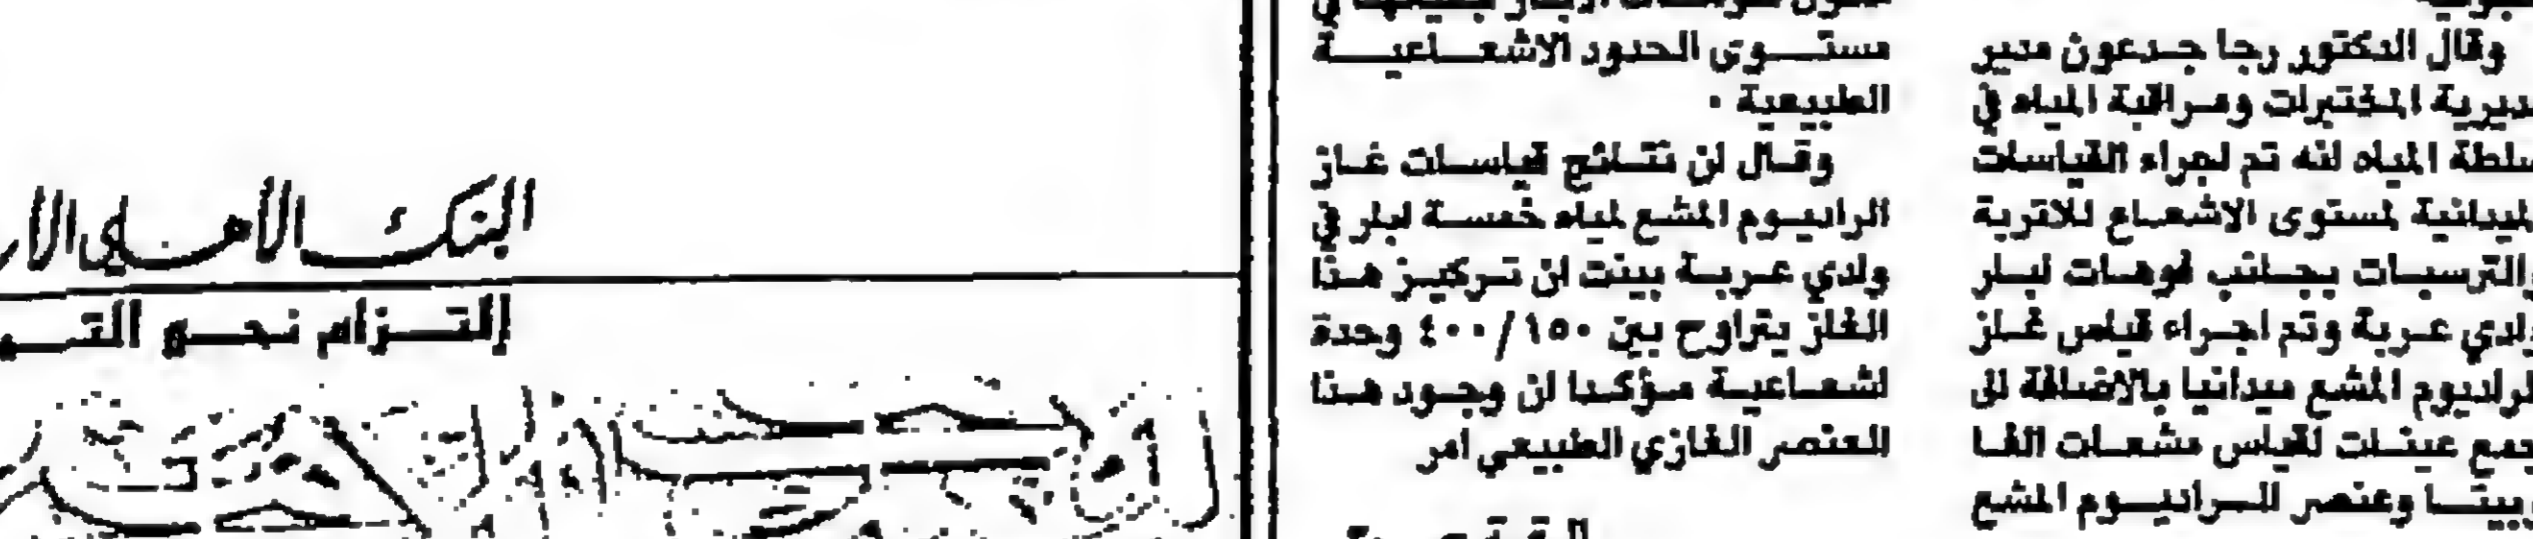 وقال الدكتور رجا جدعون مدير
مديرية المختبرات ومراقبة المياه في
سلطة المياه انه تم اجراء القياسات
الميدانية لمستوى الاشعاع للاتربة
والترسبات بجانب فوهات ابار
وادي عربة وتم اجراء قياس غاز
الراديوم المشع ميدانيا بالاضافة الى
جمع عينات لقياس مشعات الفا
وبيتا وعنصر الراديوم المشع
مستوى الحدود الاشعاعية
الطبيعية .
وقال ان نتائج قياسات غاز
الراديوم المشع لمياه خمسة ابار في
وادي عربة بينت ان تركيز هذا
الغاز يتراوح بين ١٥٠/٤٠٠ وحدة
اشعاعية مؤكدا ان وجود هذا
العنصر الغازي الطبيعي امر
البنك الأهلي الار
إلتزام نحو